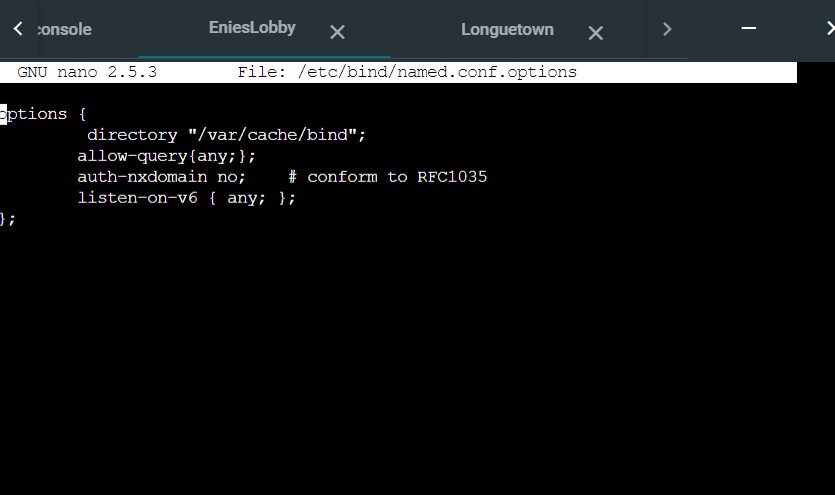 console EniesLobby Longuetown
GNU nano 2.5.3 File: /etc/bind/named.conf.options
options {
directory "/var/cache/bind";
allow-query{any;};
auth-nxdomain no; # conform to RFC1035
listen-on-v6 { any; };
};